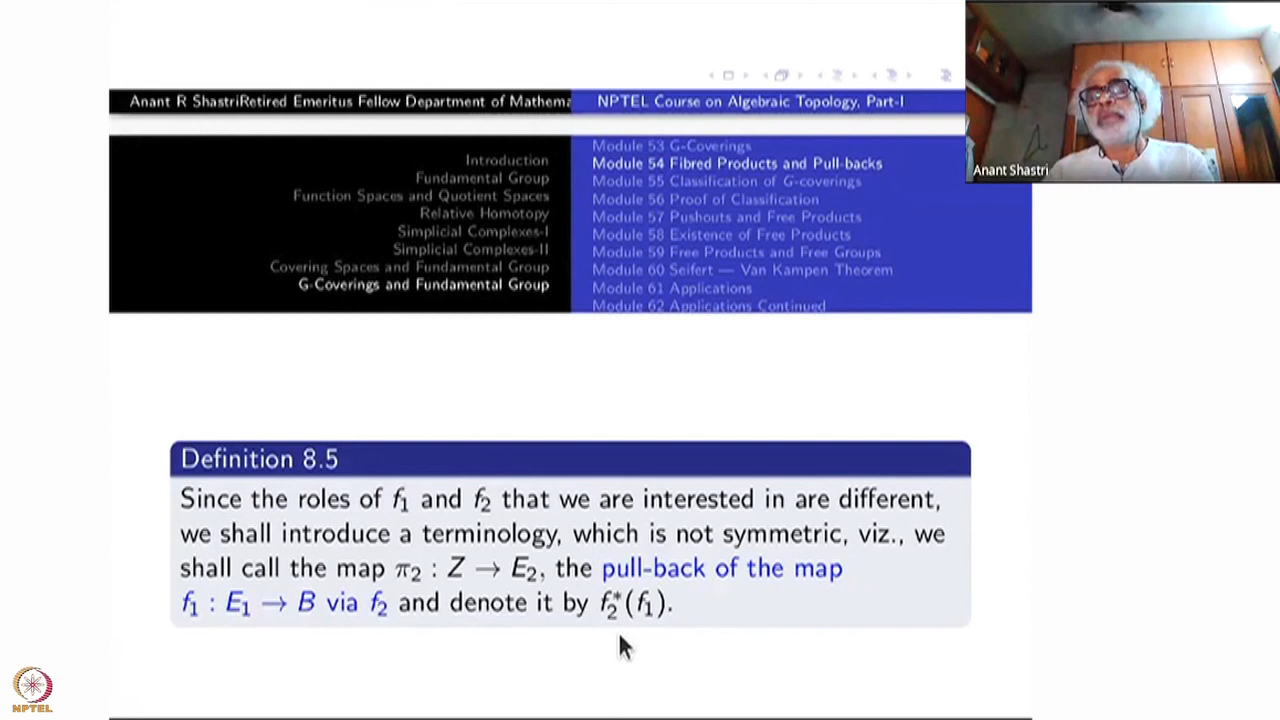 Anant R ShastriRetired Emeritus Fellow Department of Mathema
NPTEL Course on Algebraic Topology, Part-I
Introduction
Fundamental Group
Function Spaces and Quotient Spaces
Relative Homotopy
Simplicial Complexes-I
Simplicial Complexes-II
Covering Spaces and Fundamental Group
G-Coverings and Fundamental Group
Module 53 G-Coverings
Module 54 Fibred Products and Pull-backs
Module 55 Classification of G-coverings
Module 56 Proof of Classification
Module 57 Pushouts and Free Products
Module 58 Existence of Free Products
Module 59 Free Products and Free Groups
Module 60 Seifert — Van Kampen Theorem
Module 61 Applications
Module 62 Applications Continued
Anant Shastri
Definition 8.5
Since the roles of f₁ and f₂ that we are interested in are different,
we shall introduce a terminology, which is not symmetric, viz., we
shall call the map π₂ : Z → E₂, the pull-back of the map
f₁ : E₁ → B via f₂ and denote it by f₂*(f₁).
NPTEL